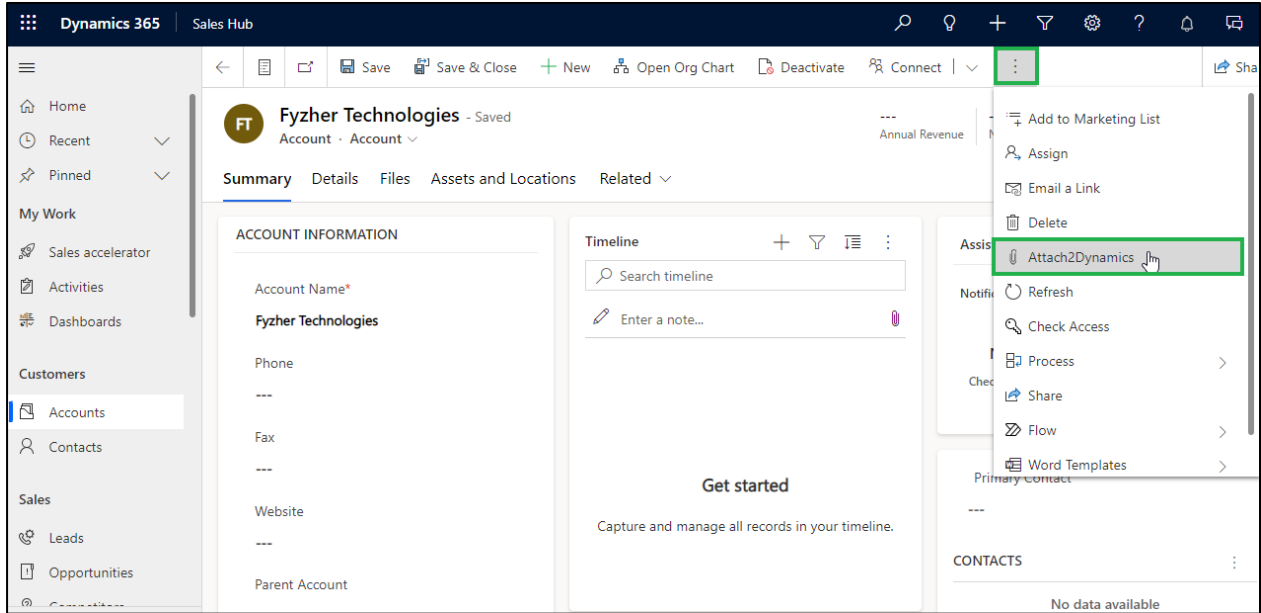 Dynamics 365 Sales Hub
Save Save & Close New Open Org Chart Deactivate Connect Sha
Home
Recent
Pinned
My Work
Sales accelerator
Activities
Dashboards
Customers
Accounts
Contacts
Sales
Leads
Opportunities
FT
Fyzher Technologies - Saved
Account · Account
---
Annual Revenue
Summary Details Files Assets and Locations Related
ACCOUNT INFORMATION
Account Name*
Fyzher Technologies
Phone
---
Fax
---
Website
---
Parent Account
Timeline
Search timeline
Enter a note...
Get started
Capture and manage all records in your timeline.
Assis
Notific
Chec
Add to Marketing List
Assign
Email a Link
Delete
Attach2Dynamics
Refresh
Check Access
Process
Share
Flow
Word Templates
Primary Contact
---
CONTACTS
No data available